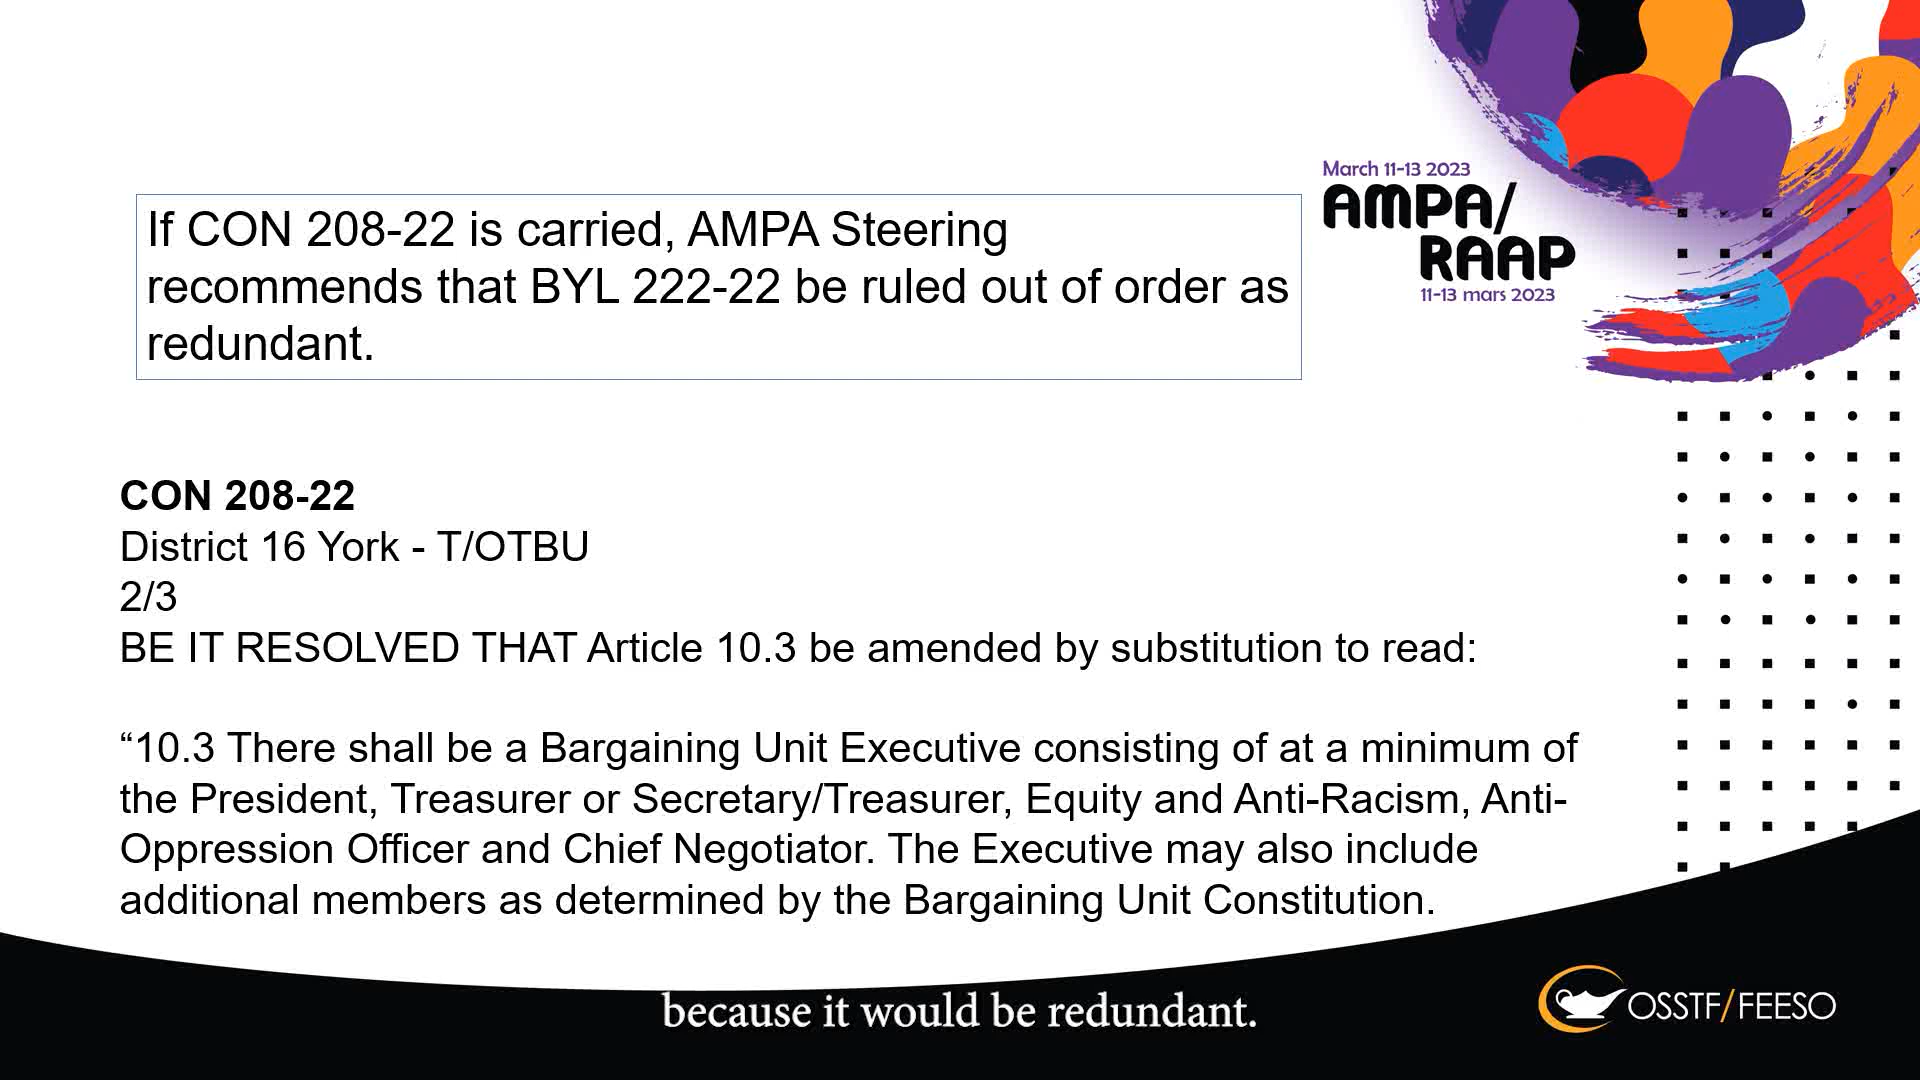 March 11-13 2023
AMPA/
RAAP
11-13 mars 2023
If CON 208-22 is carried, AMPA Steering
recommends that BYL 222-22 be ruled out of order as
redundant.
CON 208-22
District 16 York - T/OTBU
2/3
BE IT RESOLVED THAT Article 10.3 be amended by substitution to read:
“10.3 There shall be a Bargaining Unit Executive consisting of at a minimum of
the President, Treasurer or Secretary/Treasurer, Equity and Anti-Racism, Anti-
Oppression Officer and Chief Negotiator. The Executive may also include
additional members as determined by the Bargaining Unit Constitution.
because it would be redundant.
OSSTF/FEESO